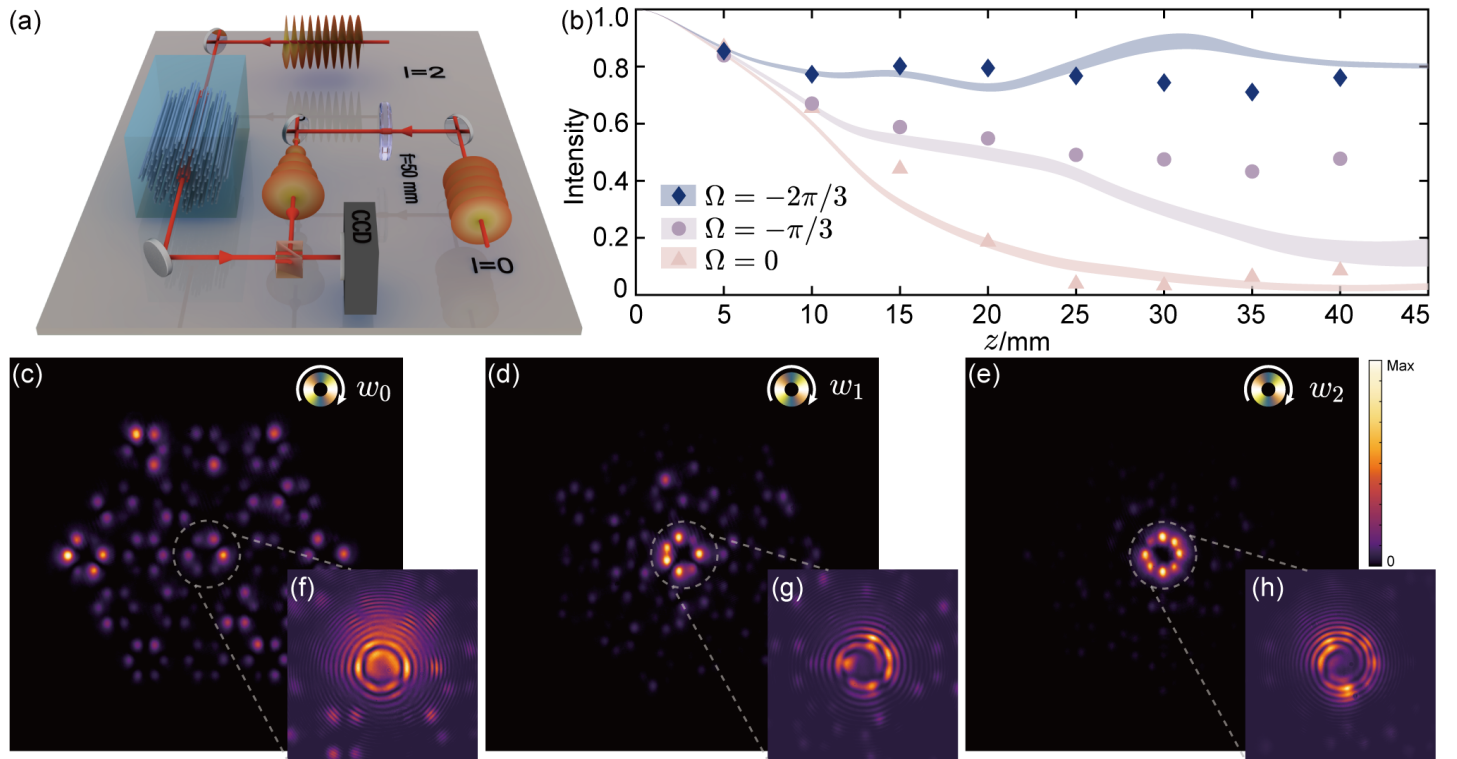 (a)
l=2
f=50 mm
CCD
l=0
(b)
Intensity
1.0
0.8
0.6
0.4
0.2
0
Ω = −2π/3
Ω = −π/3
Ω = 0
0 5 10 15 20 25 30 35 40 45
z/mm
(c) w₀
(d) w₁
(e) w₂
Max
0
(f)
(g)
(h)